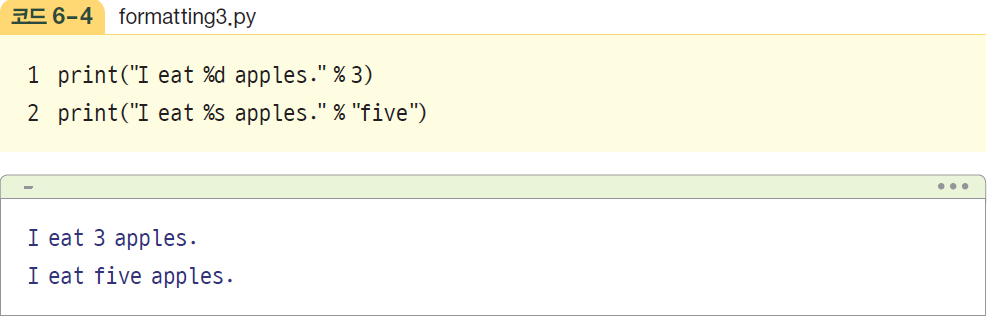 코드 6-4 formatting3.py
1 print("I eat %d apples." % 3)
2 print("I eat %s apples." % "five")
I eat 3 apples.
I eat five apples.